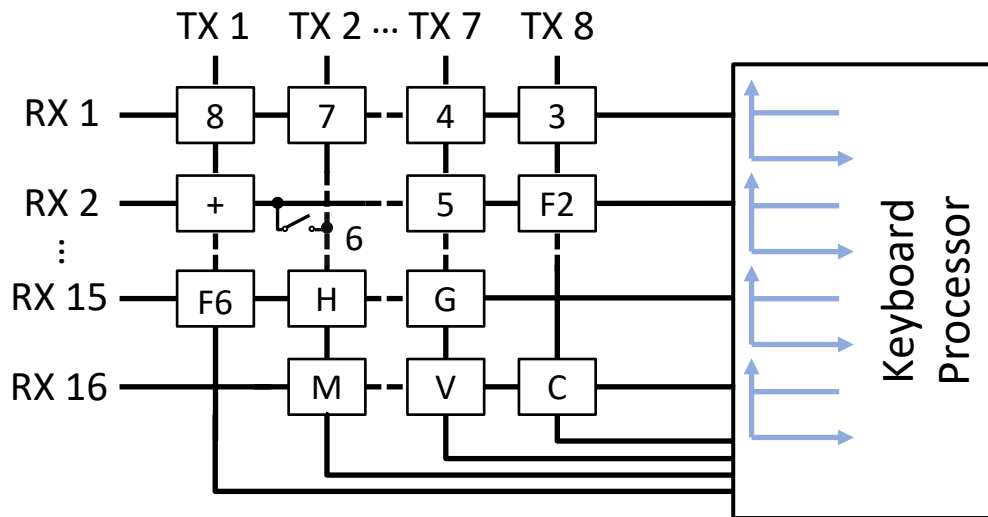 TX 1 TX 2 ... TX 7 TX 8
RX 1 8 7 4 3
RX 2 + 6 5 F2
...
RX 15 F6 H G
RX 16 M V C
Keyboard
Processor